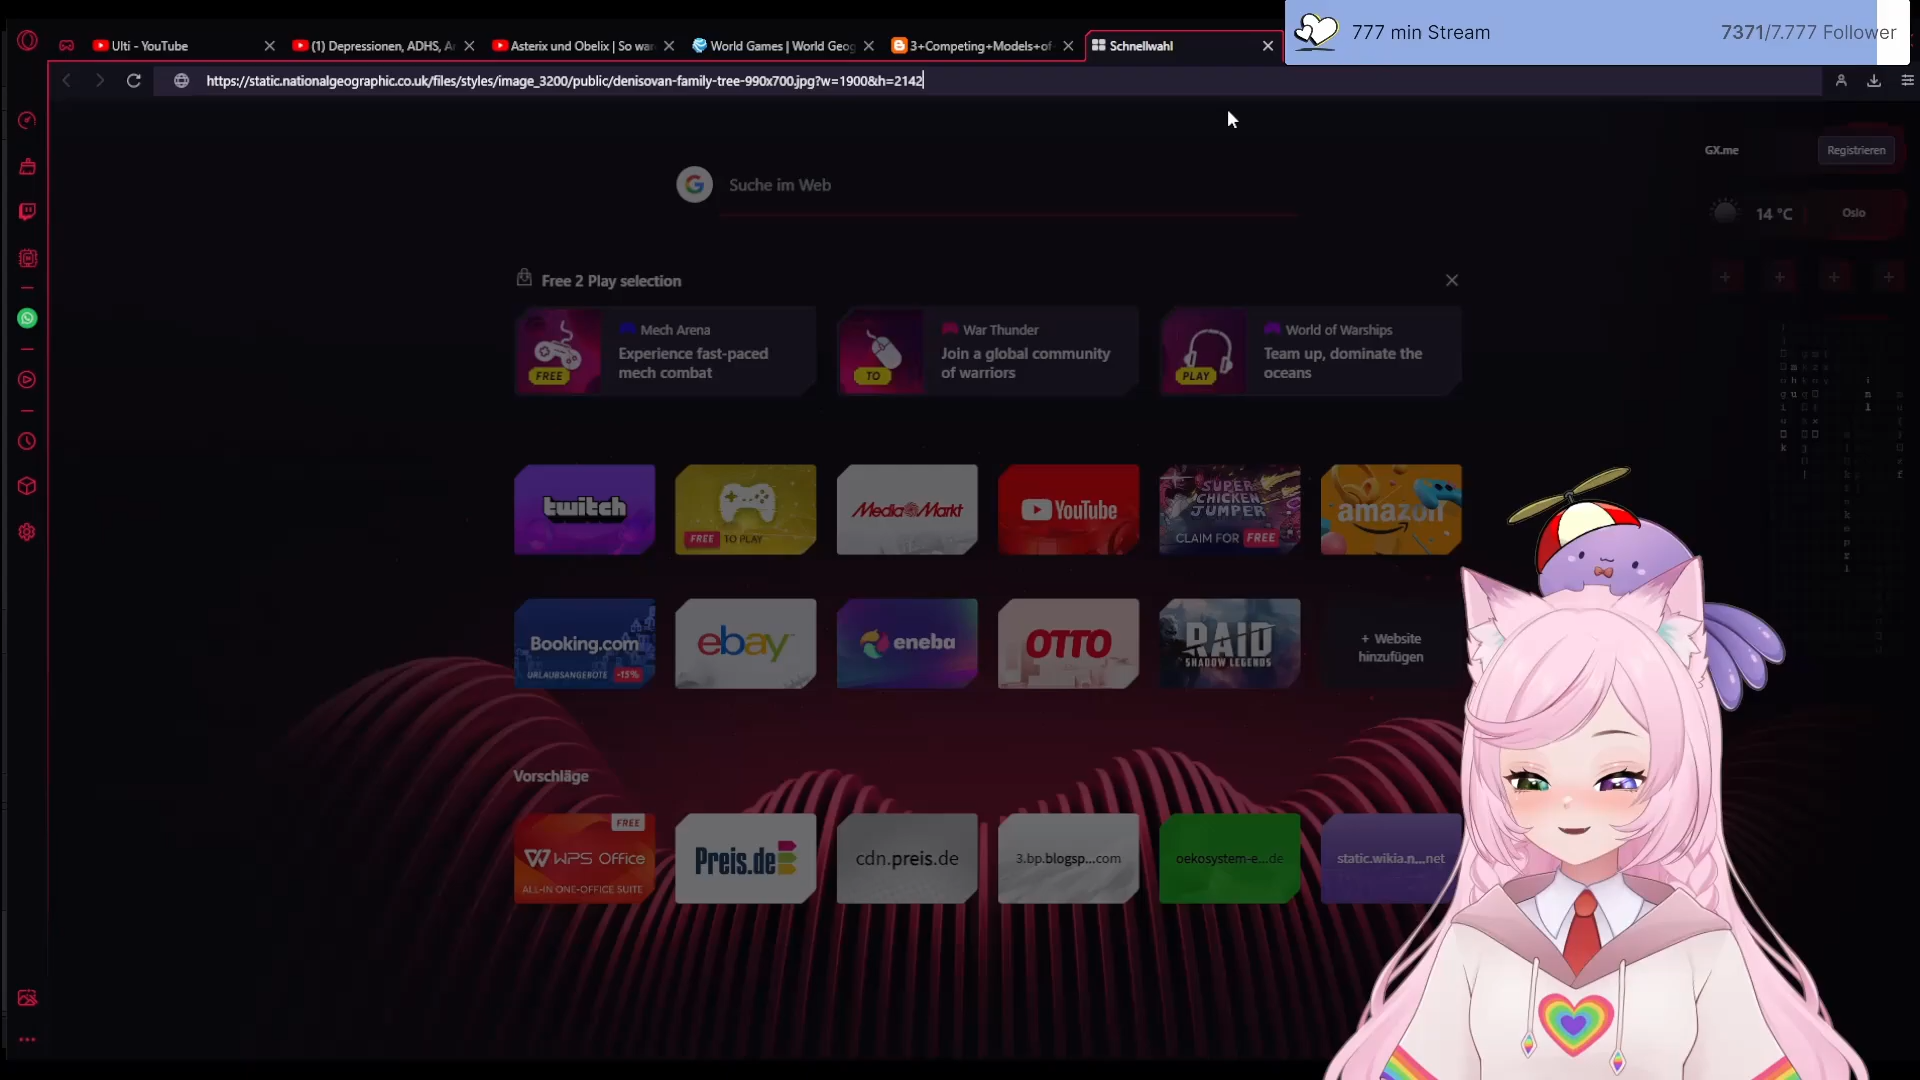 777 min Stream
7371/7.777 Follower
Ulti - YouTube
(1) Depressionen, ADHS, A
Asterix und Obelix | So war
World Games | World Geog
3+Competing+Models+of
Schnellwahl
https://static.nationalgeographic.co.uk/files/styles/image_3200/public/denisovan-family-tree-990x700.jpg?w=1900&h=2142
GX.me
Registrieren
Suche im Web
14 °C
Oslo
Free 2 Play selection
FREE
Mech Arena
Experience fast-paced
mech combat
TO
War Thunder
Join a global community
of warriors
PLAY
World of Warships
Team up, dominate the
oceans
twitch
FREE TO PLAY
MediaMarkt
YouTube
SUPER
CHICKEN
JUMPER
CLAIM FOR FREE
amazon
Booking.com
URLAUBSANGEBOTE -15%
ebay
eneba
OTTO
RAID
SHADOW LEGENDS
+ Website
hinzufügen
Vorschläge
FREE
WPS Office
ALL-IN ONE-OFFICE SUITE
Preis.de
cdn.preis.de
3.bp.blogsp...com
oekosystem-e...de
static.wikia.n...net